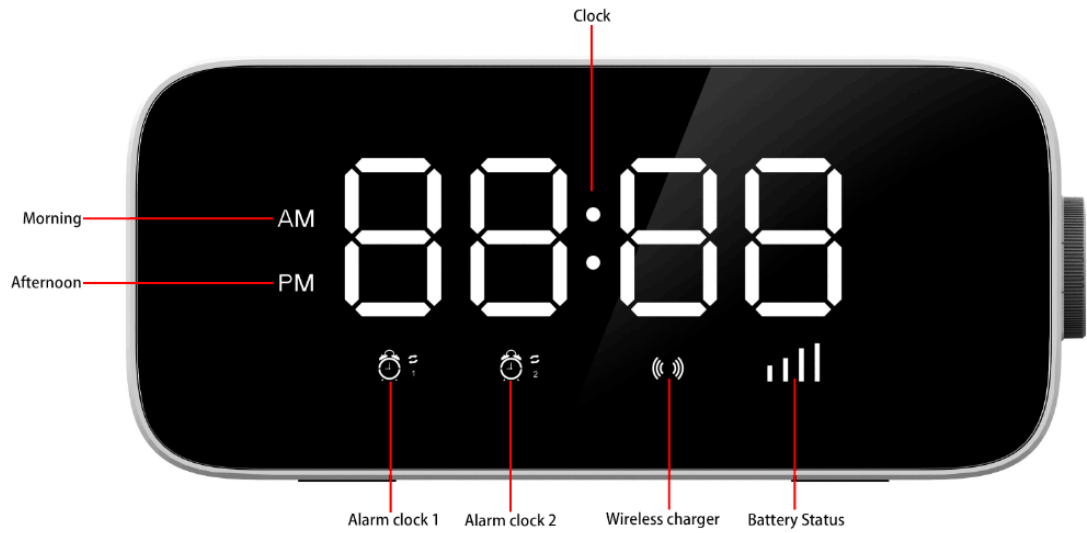 Clock
Morning
AM
88:88
Afternoon
PM
1
2
Alarm clock 1
Alarm clock 2
Wireless charger
Battery Status